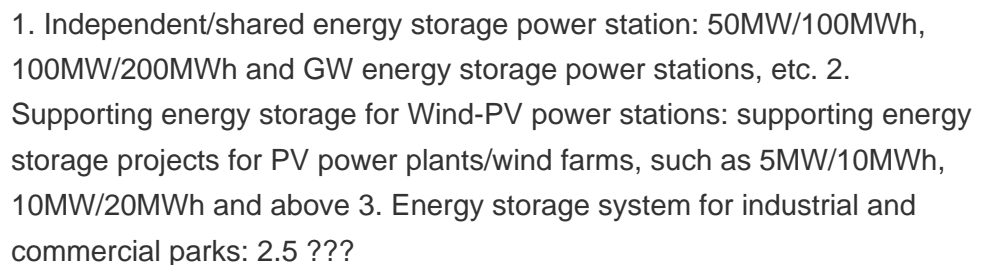 1. Independent/shared energy storage power station: 50MW/100MWh,
100MW/200MWh and GW energy storage power stations, etc. 2.
Supporting energy storage for Wind-PV power stations: supporting energy
storage projects for PV power plants/wind farms, such as 5MW/10MWh,
10MW/20MWh and above 3. Energy storage system for industrial and
commercial parks: 2.5 ???